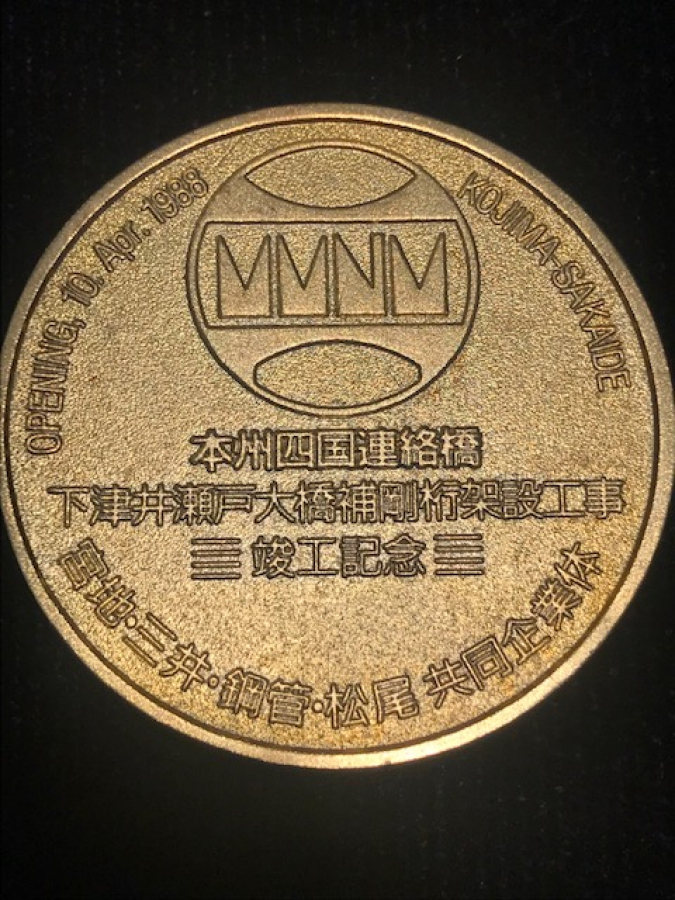 OPENING, 10. Apr. 1988
KOJIMA-SAKAIDE
MMNM
本州四国連絡橋
下津井瀬戸大橋補剛桁架設工事
竣工記念
宮地・三井・鋼管・松尾 共同企業体